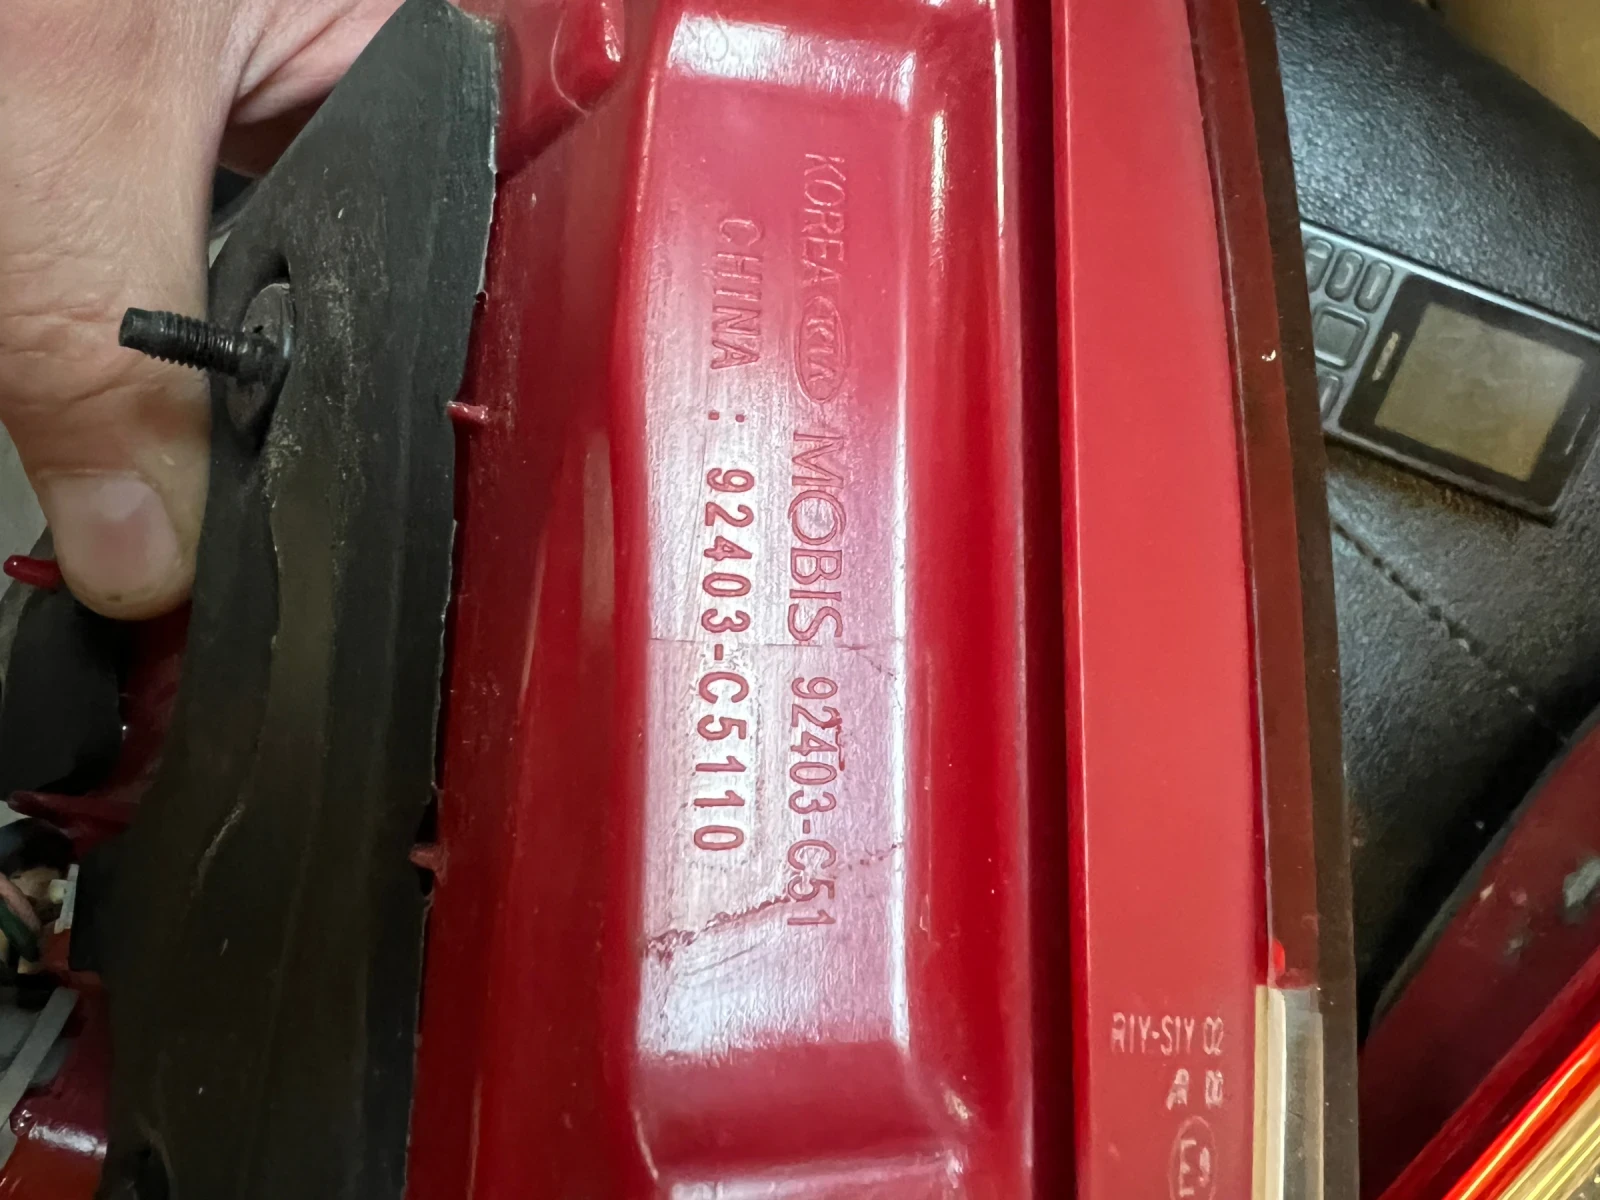 KOREA KIA MOBIS 92403-C51
CHINA : 92403-C5110
R1Y-S1Y 02